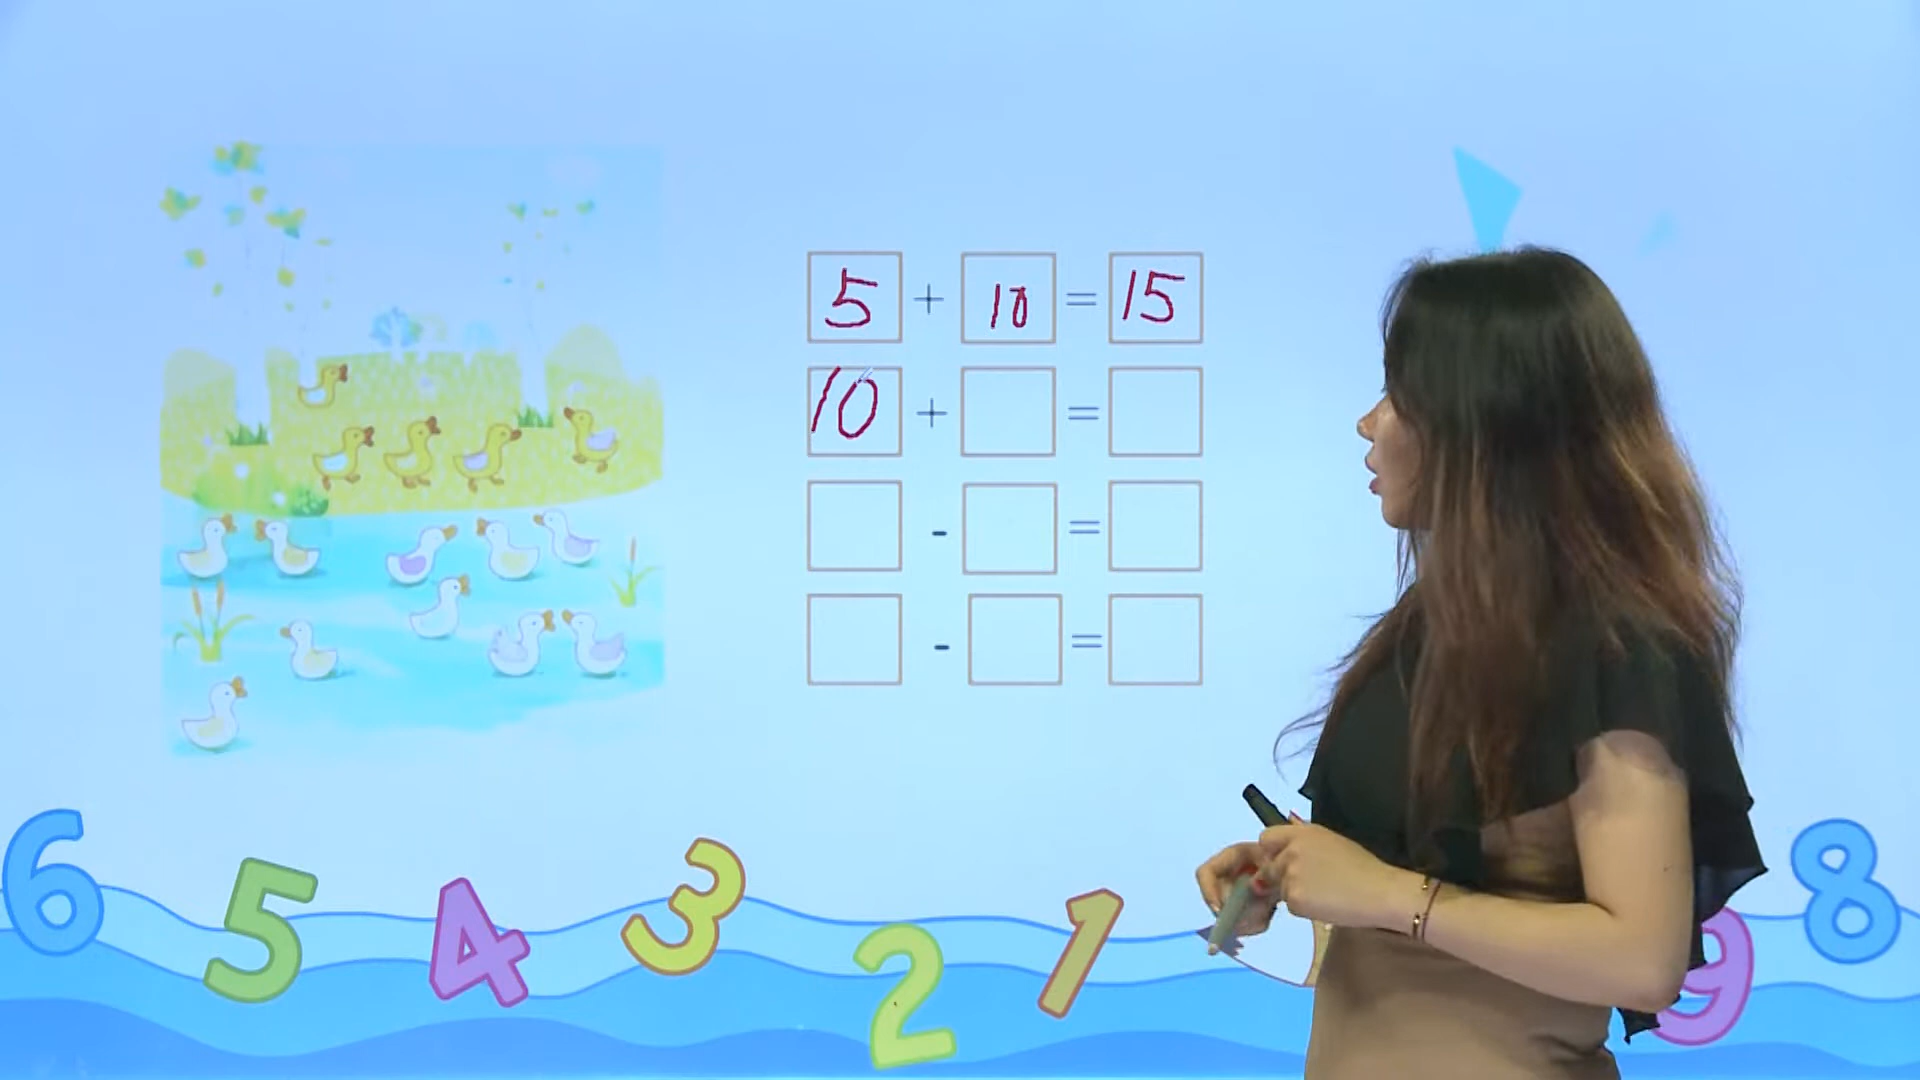 5 + 10 = 15
10 + =
- =
- =
6 5 4 3 2 1 9 8